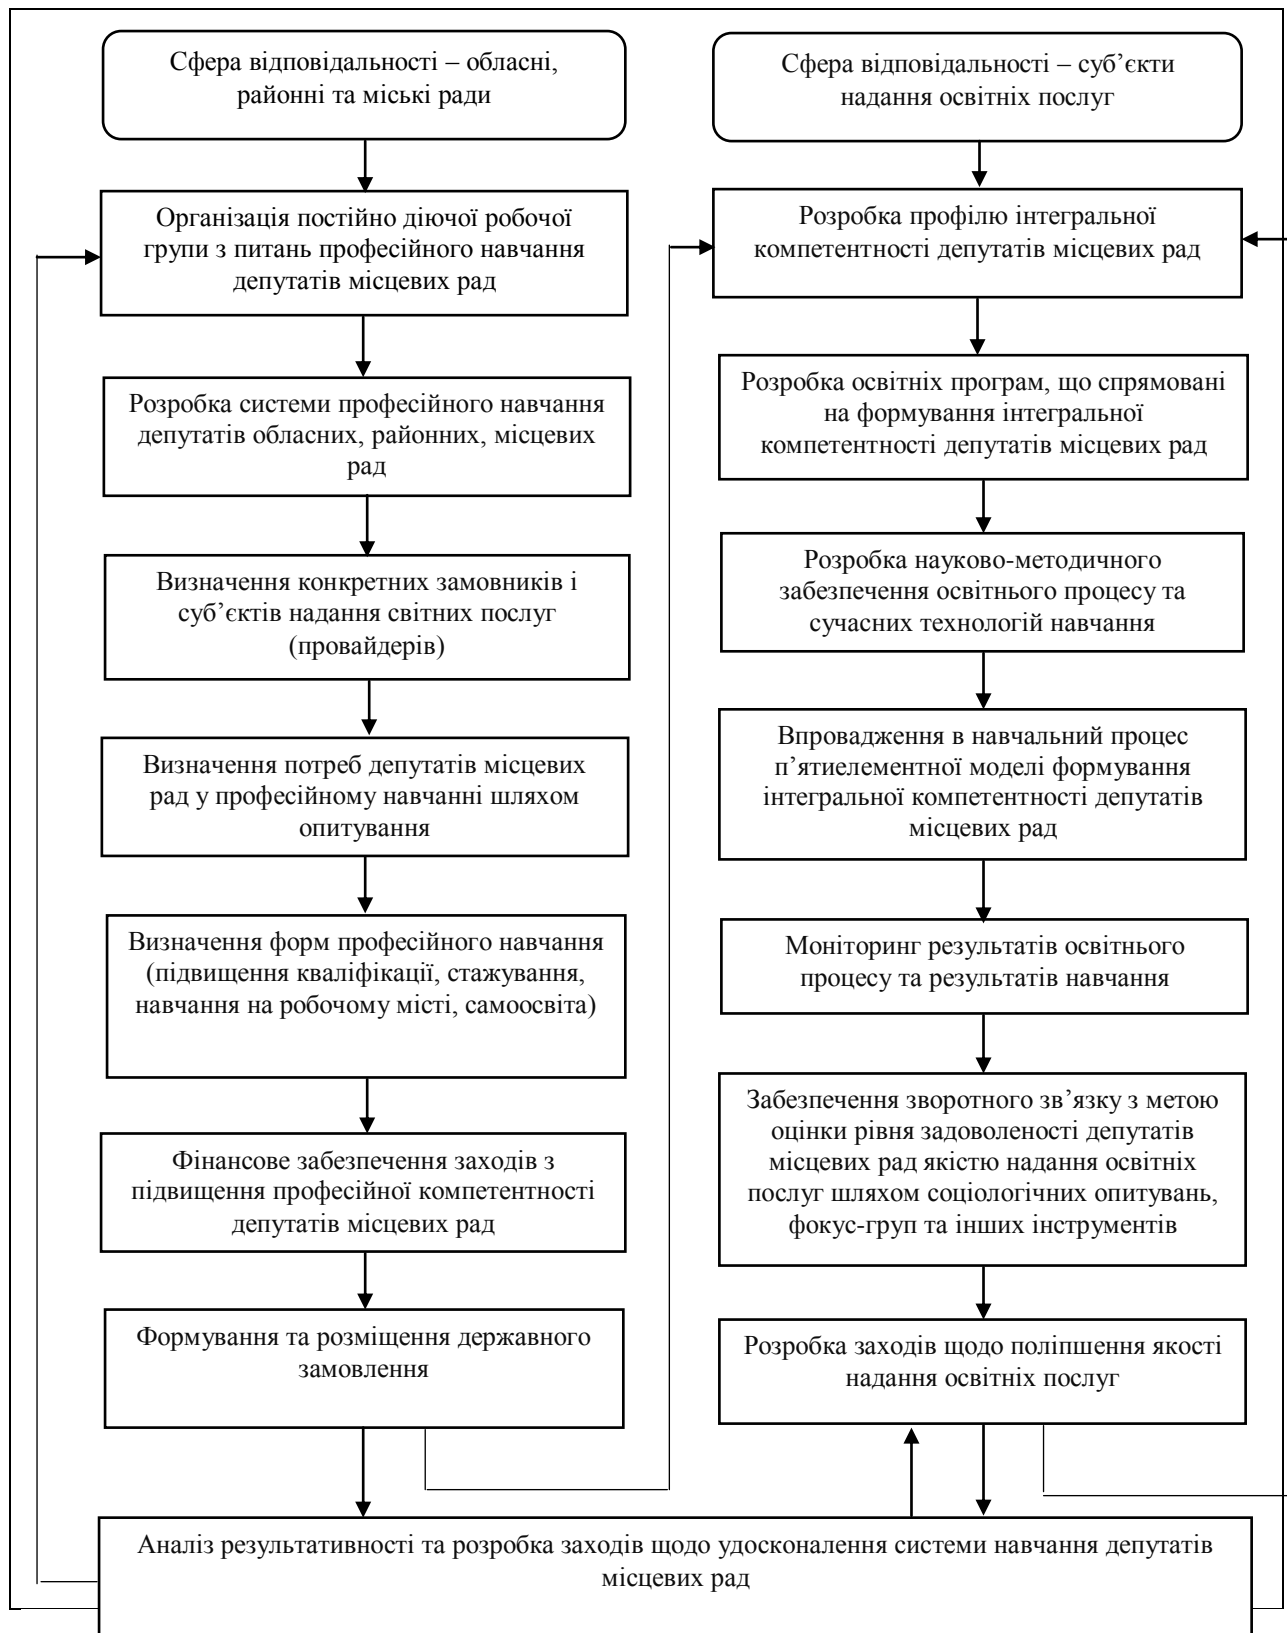 Сфера відповідальності – обласні,
районні та міські ради
Організація постійно діючої робочої
групи з питань професійного навчання
депутатів місцевих рад
Розробка системи професійного навчання
депутатів обласних, районних, місцевих
рад
Визначення конкретних замовників і
суб’єктів надання світних послуг
(провайдерів)
Визначення потреб депутатів місцевих
рад у професійному навчанні шляхом
опитування
Визначення форм професійного навчання
(підвищення кваліфікації, стажування,
навчання на робочому місті, самоосвіта)
Фінансове забезпечення заходів з
підвищення професійної компетентності
депутатів місцевих рад
Формування та розміщення державного
замовлення
Сфера відповідальності – суб’єкти
надання освітніх послуг
Розробка профілю інтегральної
компетентності депутатів місцевих рад
Розробка освітніх програм, що спрямовані
на формування інтегральної
компетентності депутатів місцевих рад
Розробка науково-методичного
забезпечення освітнього процесу та
сучасних технологій навчання
Впровадження в навчальний процес
п’ятиелементної моделі формування
інтегральної компетентності депутатів
місцевих рад
Моніторинг результатів освітнього
процесу та результатів навчання
Забезпечення зворотного зв’язку з метою
оцінки рівня задоволеності депутатів
місцевих рад якістю надання освітніх
послуг шляхом соціологічних опитувань,
фокус-груп та інших інструментів
Розробка заходів щодо поліпшення якості
надання освітніх послуг
Аналіз результативності та розробка заходів щодо удосконалення системи навчання депутатів
місцевих рад